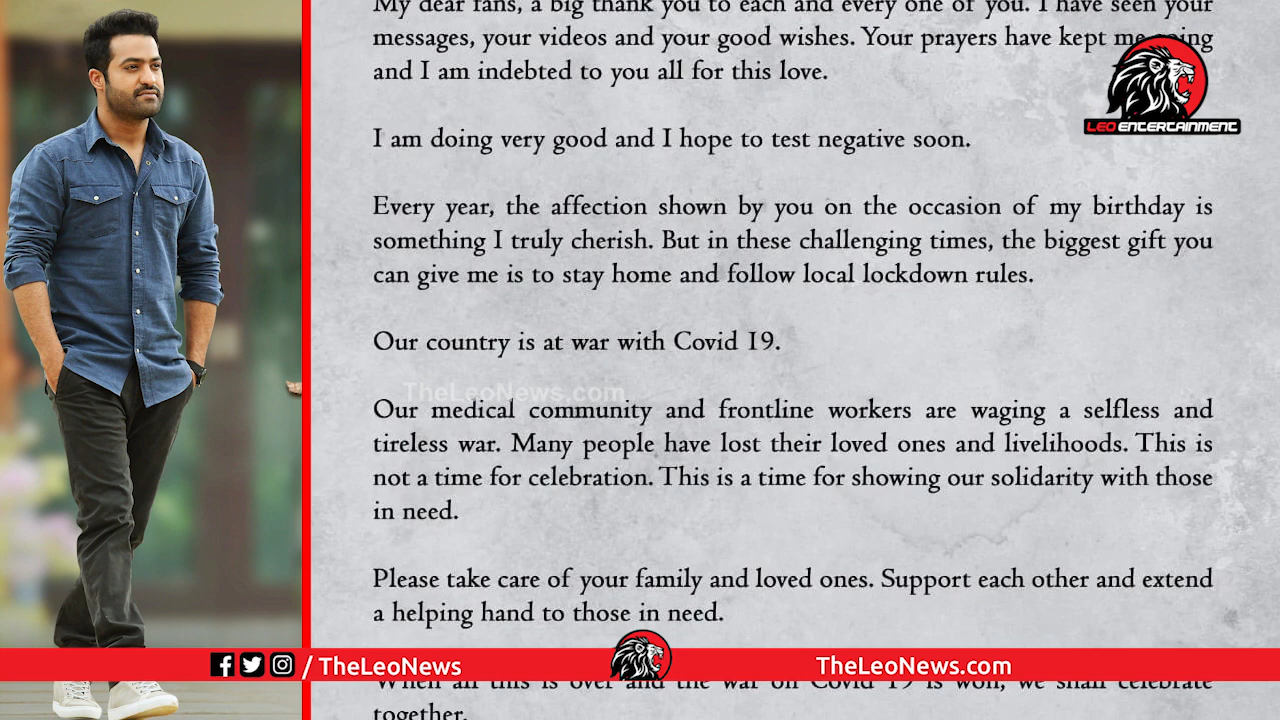 My dear fans, a big thank you to each and every one of you. I have seen your
messages, your videos and your good wishes. Your prayers have kept me going
and I am indebted to you all for this love.
LEO ENTERTAINMENT
I am doing very good and I hope to test negative soon.
Every year, the affection shown by you on the occasion of my birthday is
something I truly cherish. But in these challenging times, the biggest gift you
can give me is to stay home and follow local lockdown rules.
Our country is at war with Covid 19.
TheLeoNews.com
Our medical community and frontline workers are waging a selfless and
tireless war. Many people have lost their loved ones and livelihoods. This is
not a time for celebration. This is a time for showing our solidarity with those
in need.
Please take care of your family and loved ones. Support each other and extend
a helping hand to those in need.
/ TheLeoNews
TheLeoNews.com
When all this is over and the war on Covid 19 is won, we shall celebrate
together.